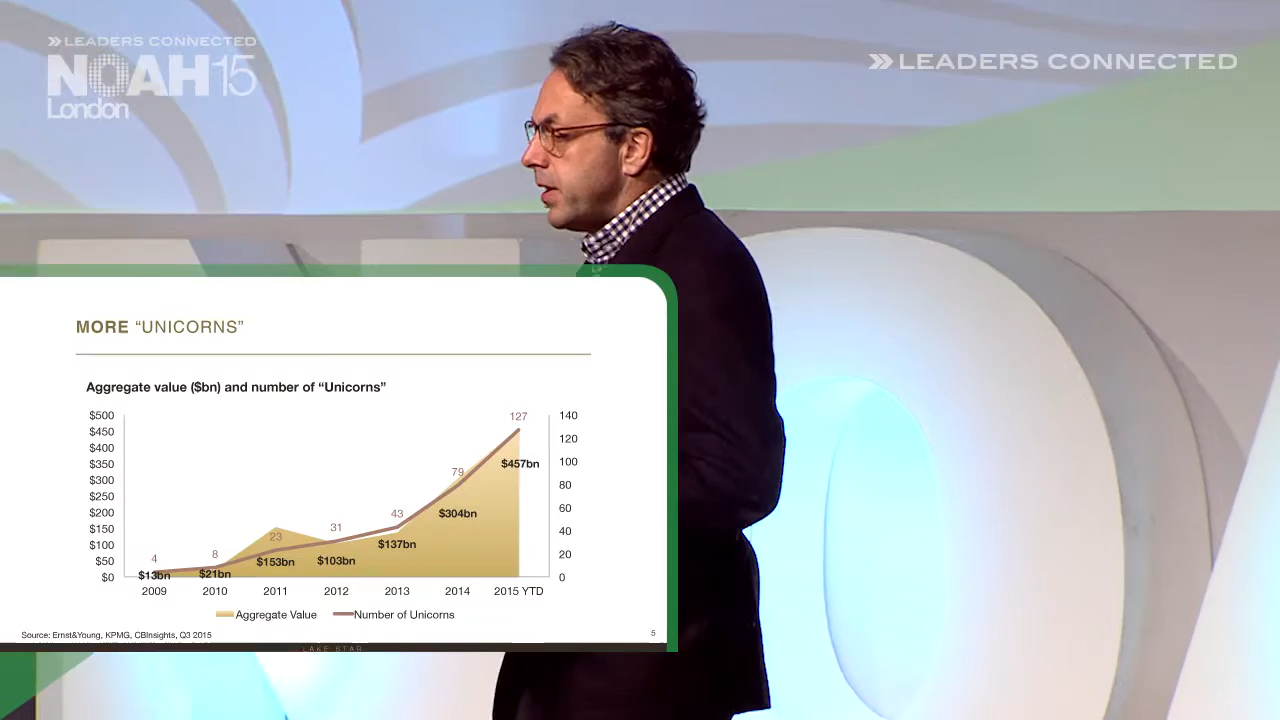 LEADERS CONNECTED
NOAH15
London
LEADERS CONNECTED
MORE “UNICORNS”
Aggregate value ($bn) and number of “Unicorns”
$500
$450
$400
$350
$300
$250
$200
$150
$100
$50
$0
140
120
100
80
60
40
20
0
4
8
23
31
43
79
127
$13bn
$21bn
$153bn
$103bn
$137bn
$304bn
$457bn
2009 2010 2011 2012 2013 2014 2015 YTD
Aggregate Value Number of Unicorns
Source: Ernst&Young, KPMG, CBInsights, Q3 2015
5
LAKE STAR